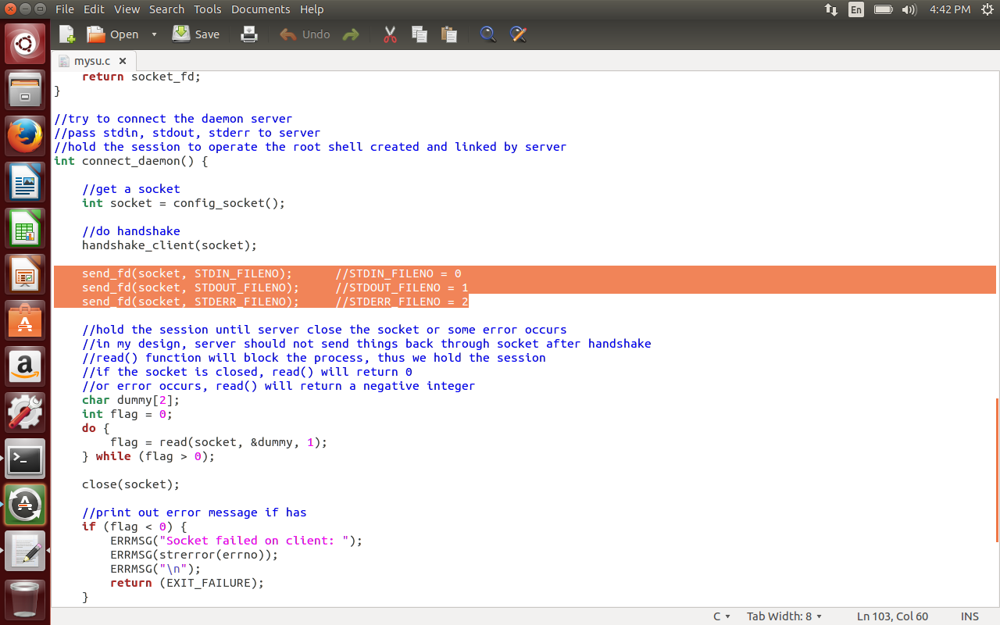 File Edit View Search Tools Documents Help En 4:42 PM
Open Save Undo
mysu.c
    return socket_fd;
}
//try to connect the daemon server
//pass stdin, stdout, stderr to server
//hold the session to operate the root shell created and linked by server
int connect_daemon() {
    //get a socket
    int socket = config_socket();
    //do handshake
    handshake_client(socket);
    send_fd(socket, STDIN_FILENO);      //STDIN_FILENO = 0
    send_fd(socket, STDOUT_FILENO);     //STDOUT_FILENO = 1
    send_fd(socket, STDERR_FILENO);     //STDERR_FILENO = 2
    //hold the session until server close the socket or some error occurs
    //in my design, server should not send things back through socket after handshake
    //read() function will block the process, thus we hold the session
    //if the socket is closed, read() will return 0
    //or error occurs, read() will return a negative integer
    char dummy[2];
    int flag = 0;
    do {
        flag = read(socket, &dummy, 1);
    } while (flag > 0);
    close(socket);
    //print out error message if has
    if (flag < 0) {
        ERRMSG("Socket failed on client: ");
        ERRMSG(strerror(errno));
        ERRMSG("\n");
        return (EXIT_FAILURE);
    }
C Tab Width: 8 Ln 103, Col 60 INS